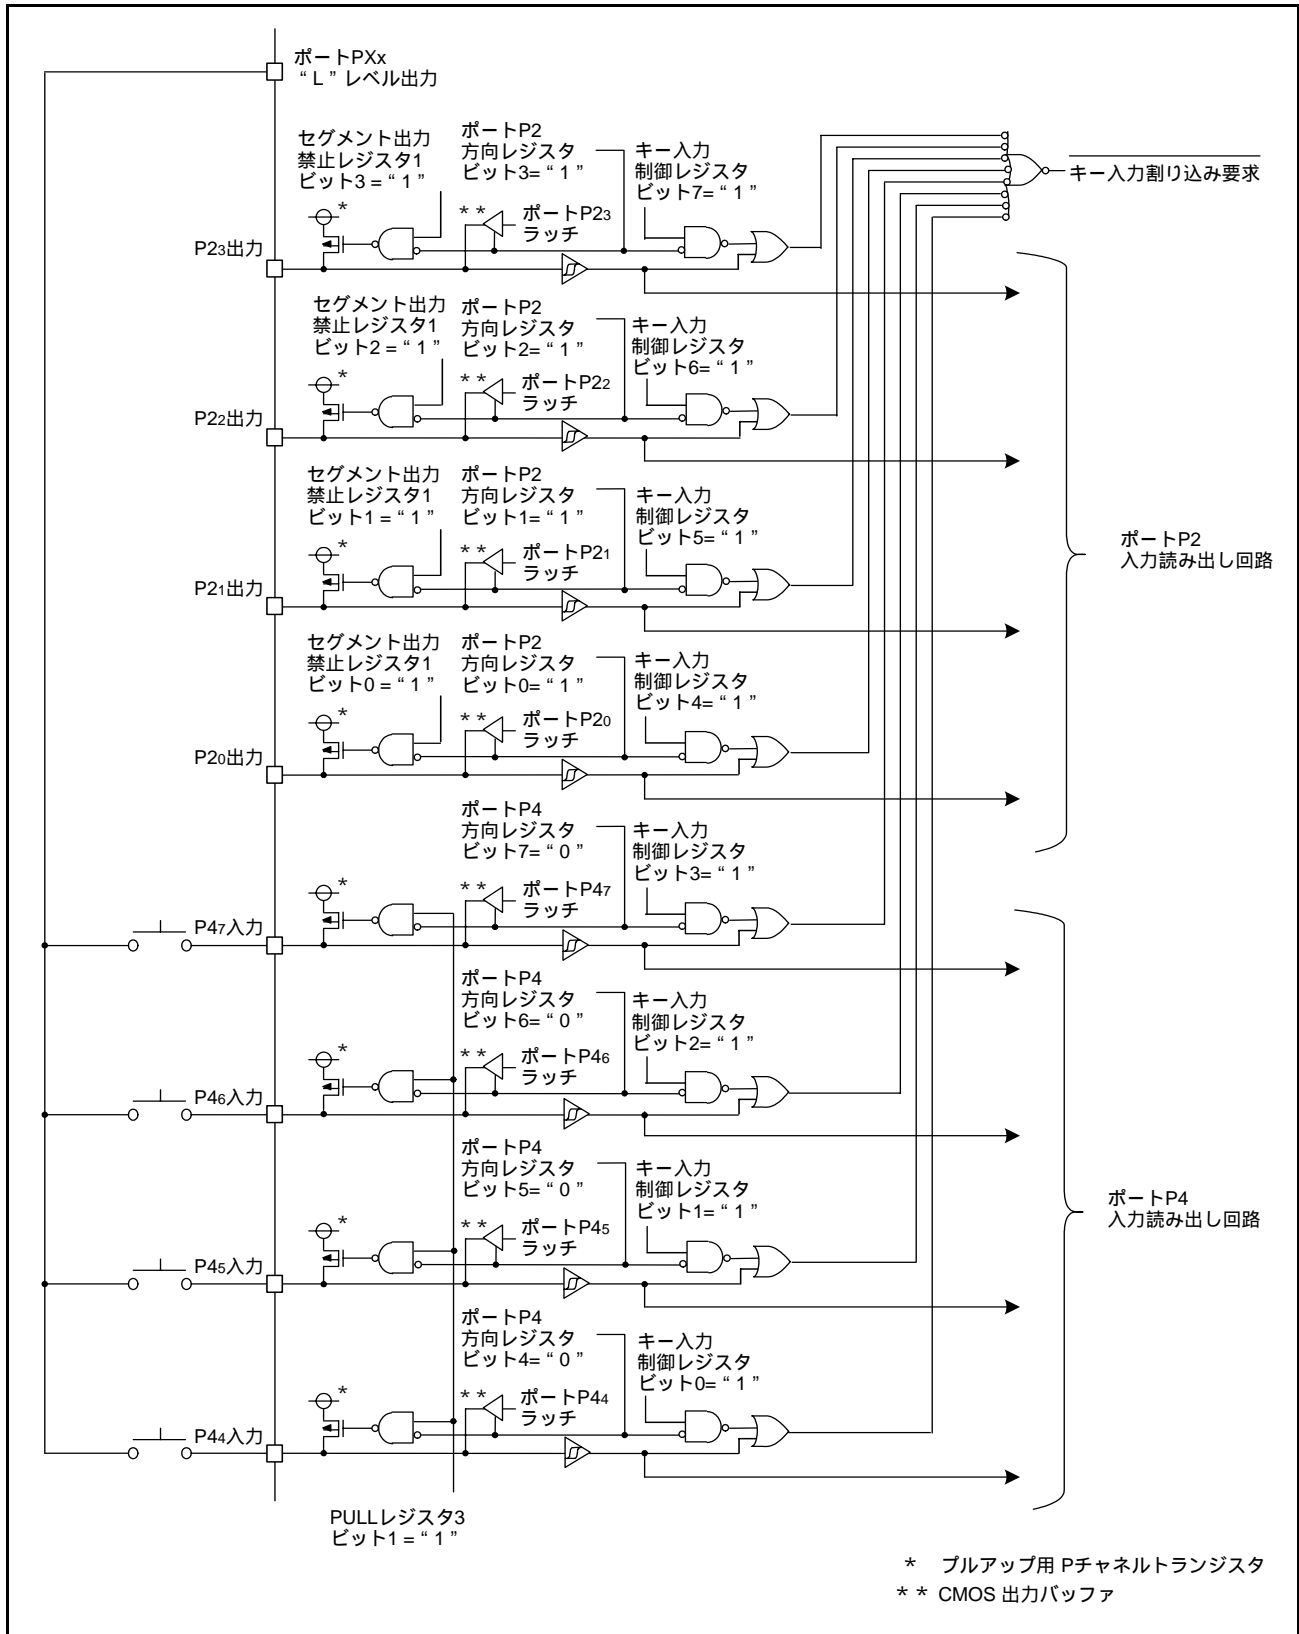 ポートPXx
“L”レベル出力
セグメント出力
禁止レジスタ1
ビット3 = “1”
ポートP2
方向レジスタ
ビット3= “1”
キー入力
制御レジスタ
ビット7= “1”
キー入力割り込み要求
*
* *
ポートP23
ラッチ
P23出力
セグメント出力
禁止レジスタ1
ビット2 = “1”
ポートP2
方向レジスタ
ビット2= “1”
キー入力
制御レジスタ
ビット6= “1”
*
* *
ポートP22
ラッチ
P22出力
セグメント出力
禁止レジスタ1
ビット1 = “1”
ポートP2
方向レジスタ
ビット1= “1”
キー入力
制御レジスタ
ビット5= “1”
*
* *
ポートP21
ラッチ
P21出力
ポートP2
入力読み出し回路
セグメント出力
禁止レジスタ1
ビット0 = “1”
ポートP2
方向レジスタ
ビット0= “1”
キー入力
制御レジスタ
ビット4= “1”
*
* *
ポートP20
ラッチ
P20出力
ポートP4
方向レジスタ
ビット7= “0”
キー入力
制御レジスタ
ビット3= “1”
*
* *
ポートP47
ラッチ
P47入力
ポートP4
方向レジスタ
ビット6= “0”
キー入力
制御レジスタ
ビット2= “1”
*
* *
ポートP46
ラッチ
P46入力
ポートP4
方向レジスタ
ビット5= “0”
キー入力
制御レジスタ
ビット1= “1”
*
* *
ポートP45
ラッチ
P45入力
ポートP4
入力読み出し回路
ポートP4
方向レジスタ
ビット4= “0”
キー入力
制御レジスタ
ビット0= “1”
*
* *
ポートP44
ラッチ
P44入力
PULLレジスタ3
ビット1 = “1”
* プルアップ用 Pチャネルトランジスタ
* * CMOS 出力バッファ